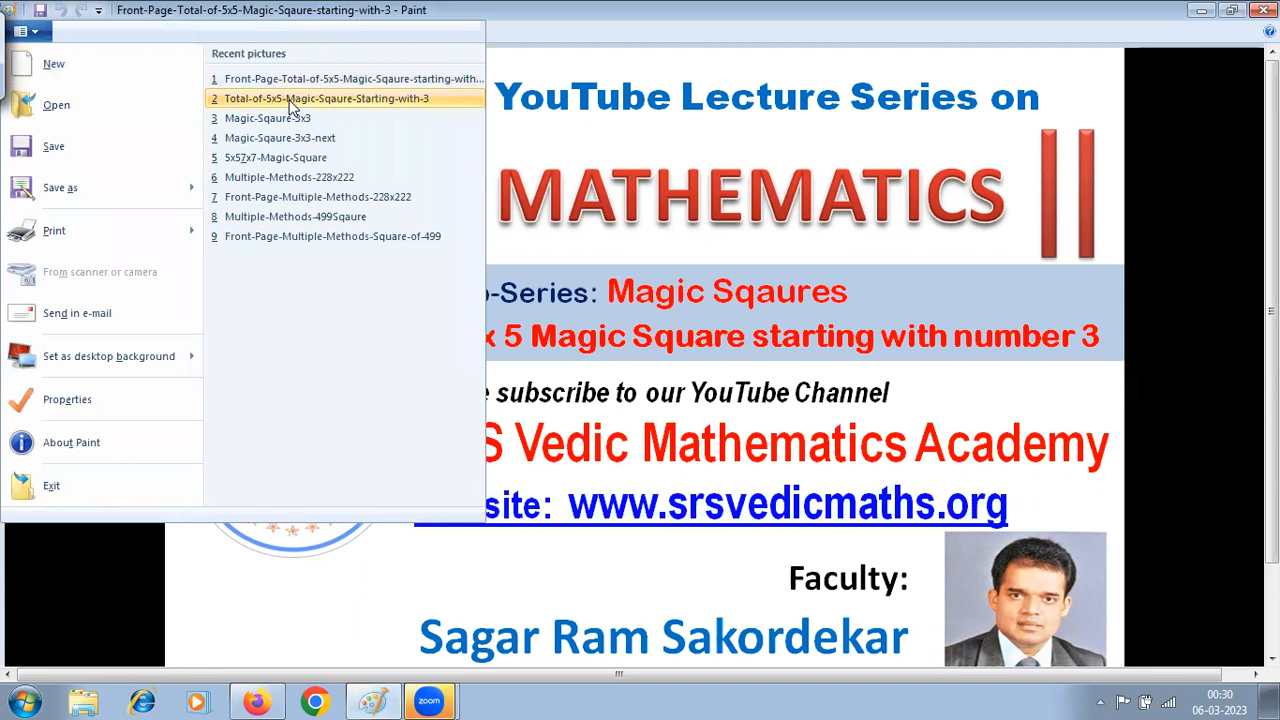 Front-Page-Total-of-5x5-Magic-Sqaure-starting-with-3 - Paint
New
Open
Save
Save as
Print
From scanner or camera
Send in e-mail
Set as desktop background
Properties
About Paint
Exit
Recent pictures
1 Front-Page-Total-of-5x5-Magic-Sqaure-starting-with...
2 Total-of-5x5-Magic-Sqaure-Starting-with-3
3 Magic-Sqaure-3x3
4 Magic-Sqaure-3x3-next
5 5x57x7-Magic-Square
6 Multiple-Methods-228x222
7 Front-Page-Multiple-Methods-228x222
8 Multiple-Methods-499Sqaure
9 Front-Page-Multiple-Methods-Square-of-499
YouTube Lecture Series on
MATHEMATICS ||
-Series: Magic Sqaures
x 5 Magic Square starting with number 3
subscribe to our YouTube Channel
S Vedic Mathematics Academy
site: www.srsvedicmaths.org
Faculty:
Sagar Ram Sakordekar
zoom
00:30
06-03-2023